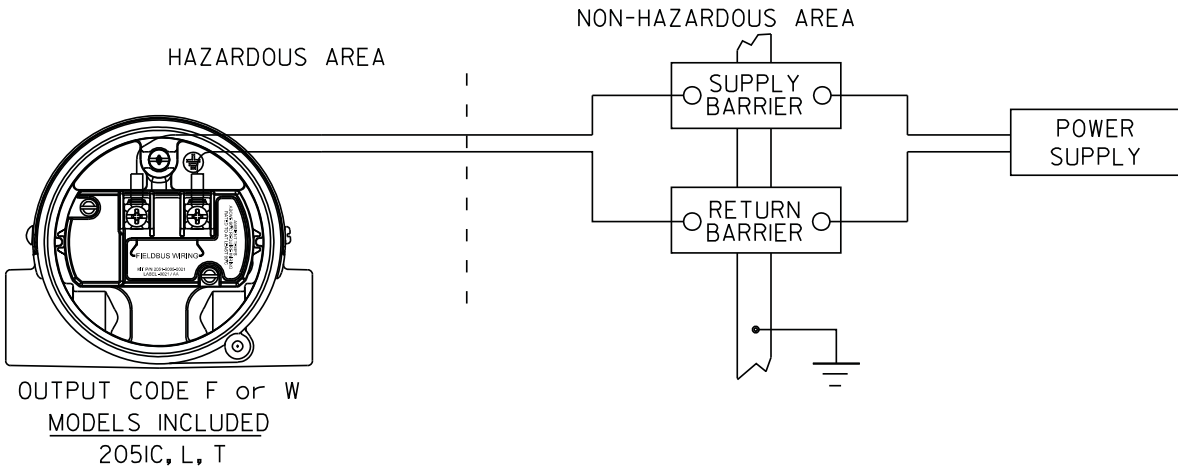 NON-HAZARDOUS AREA
HAZARDOUS AREA
SUPPLY
BARRIER
POWER
SUPPLY
RETURN
BARRIER
FIELDBUS WIRING
OUTPUT CODE F or W
MODELS INCLUDED
2051C, L, T